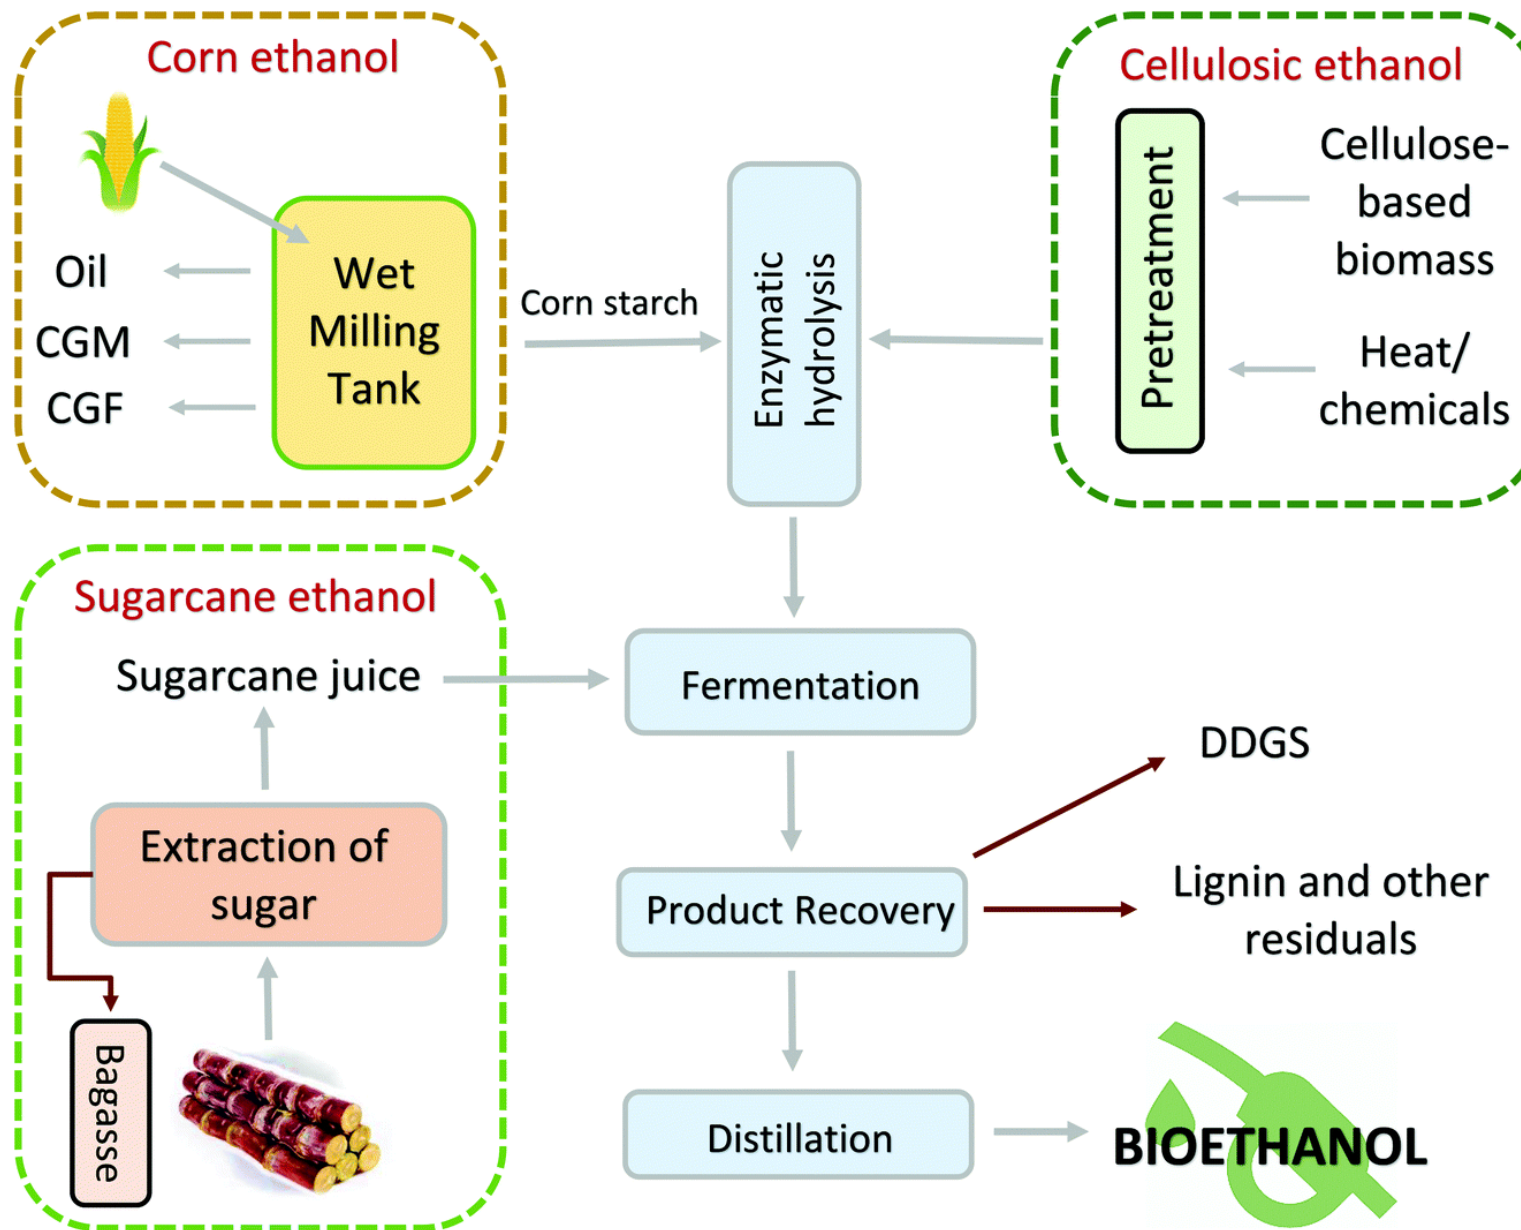 Corn ethanol
Oil
CGM
CGF
Wet
Milling
Tank
Corn starch
Enzymatic
hydrolysis
Cellulosic ethanol
Pretreatment
Cellulose-
based
biomass
Heat/
chemicals
Sugarcane ethanol
Sugarcane juice
Extraction of
sugar
Bagasse
Fermentation
Product Recovery
DDGS
Lignin and other
residuals
Distillation
BIOETHANOL